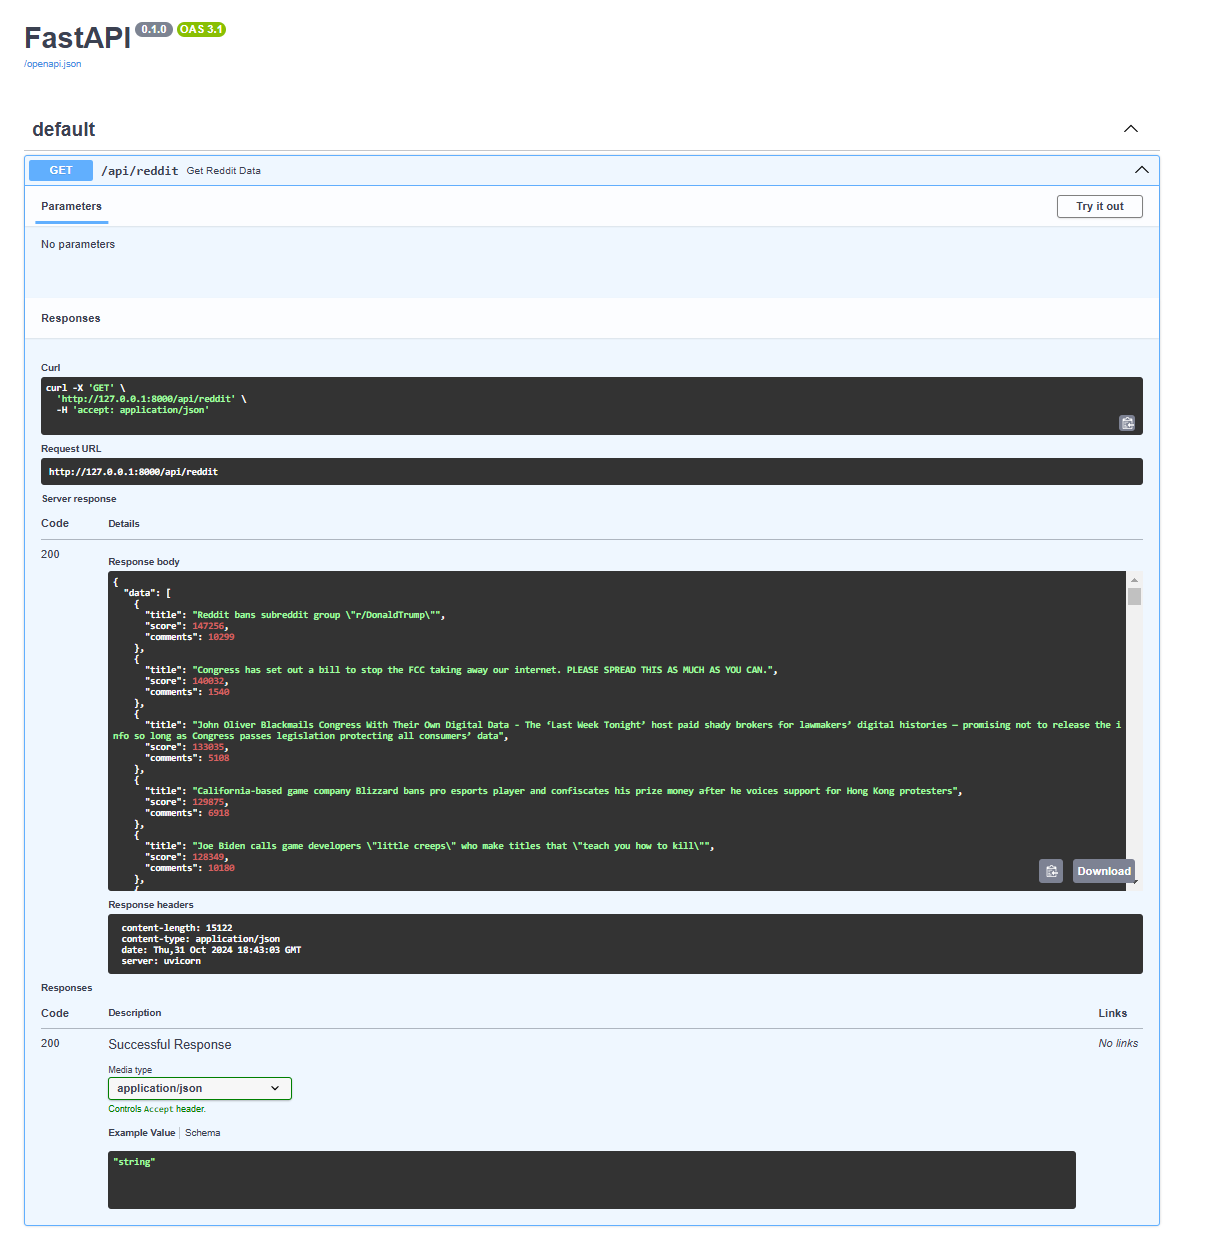 FastAPI 0.1.0 OAS 3.1
/openapi.json
default
GET /api/reddit Get Reddit Data
Parameters
Try it out
No parameters
Responses
Curl
curl -X 'GET' \
'http://127.0.0.1:8000/api/reddit' \
-H 'accept: application/json'
Request URL
http://127.0.0.1:8000/api/reddit
Server response
Code Details
200
Response body
{
"data": [
{
"title": "Reddit bans subreddit group \"r/DonaldTrump\"",
"score": 147256,
"comments": 10299
},
{
"title": "Congress has set out a bill to stop the FCC taking away our internet. PLEASE SPREAD THIS AS MUCH AS YOU CAN.",
"score": 140032,
"comments": 1540
},
{
"title": "John Oliver Blackmails Congress With Their Own Digital Data - The ‘Last Week Tonight’ host paid shady brokers for lawmakers’ digital histories — promising not to release the i
nfo so long as Congress passes legislation protecting all consumers’ data",
"score": 133035,
"comments": 5108
},
{
"title": "California-based game company Blizzard bans pro esports player and confiscates his prize money after he voices support for Hong Kong protesters",
"score": 129875,
"comments": 6918
},
{
"title": "Joe Biden calls game developers \"little creeps\" who make titles that \"teach you how to kill\"",
"score": 128349,
"comments": 10180
},
{
Download
Response headers
content-length: 15122
content-type: application/json
date: Thu,31 Oct 2024 18:43:03 GMT
server: uvicorn
Responses
Code Description Links
200 Successful Response No links
Media type
application/json
Controls Accept header.
Example Value Schema
"string"